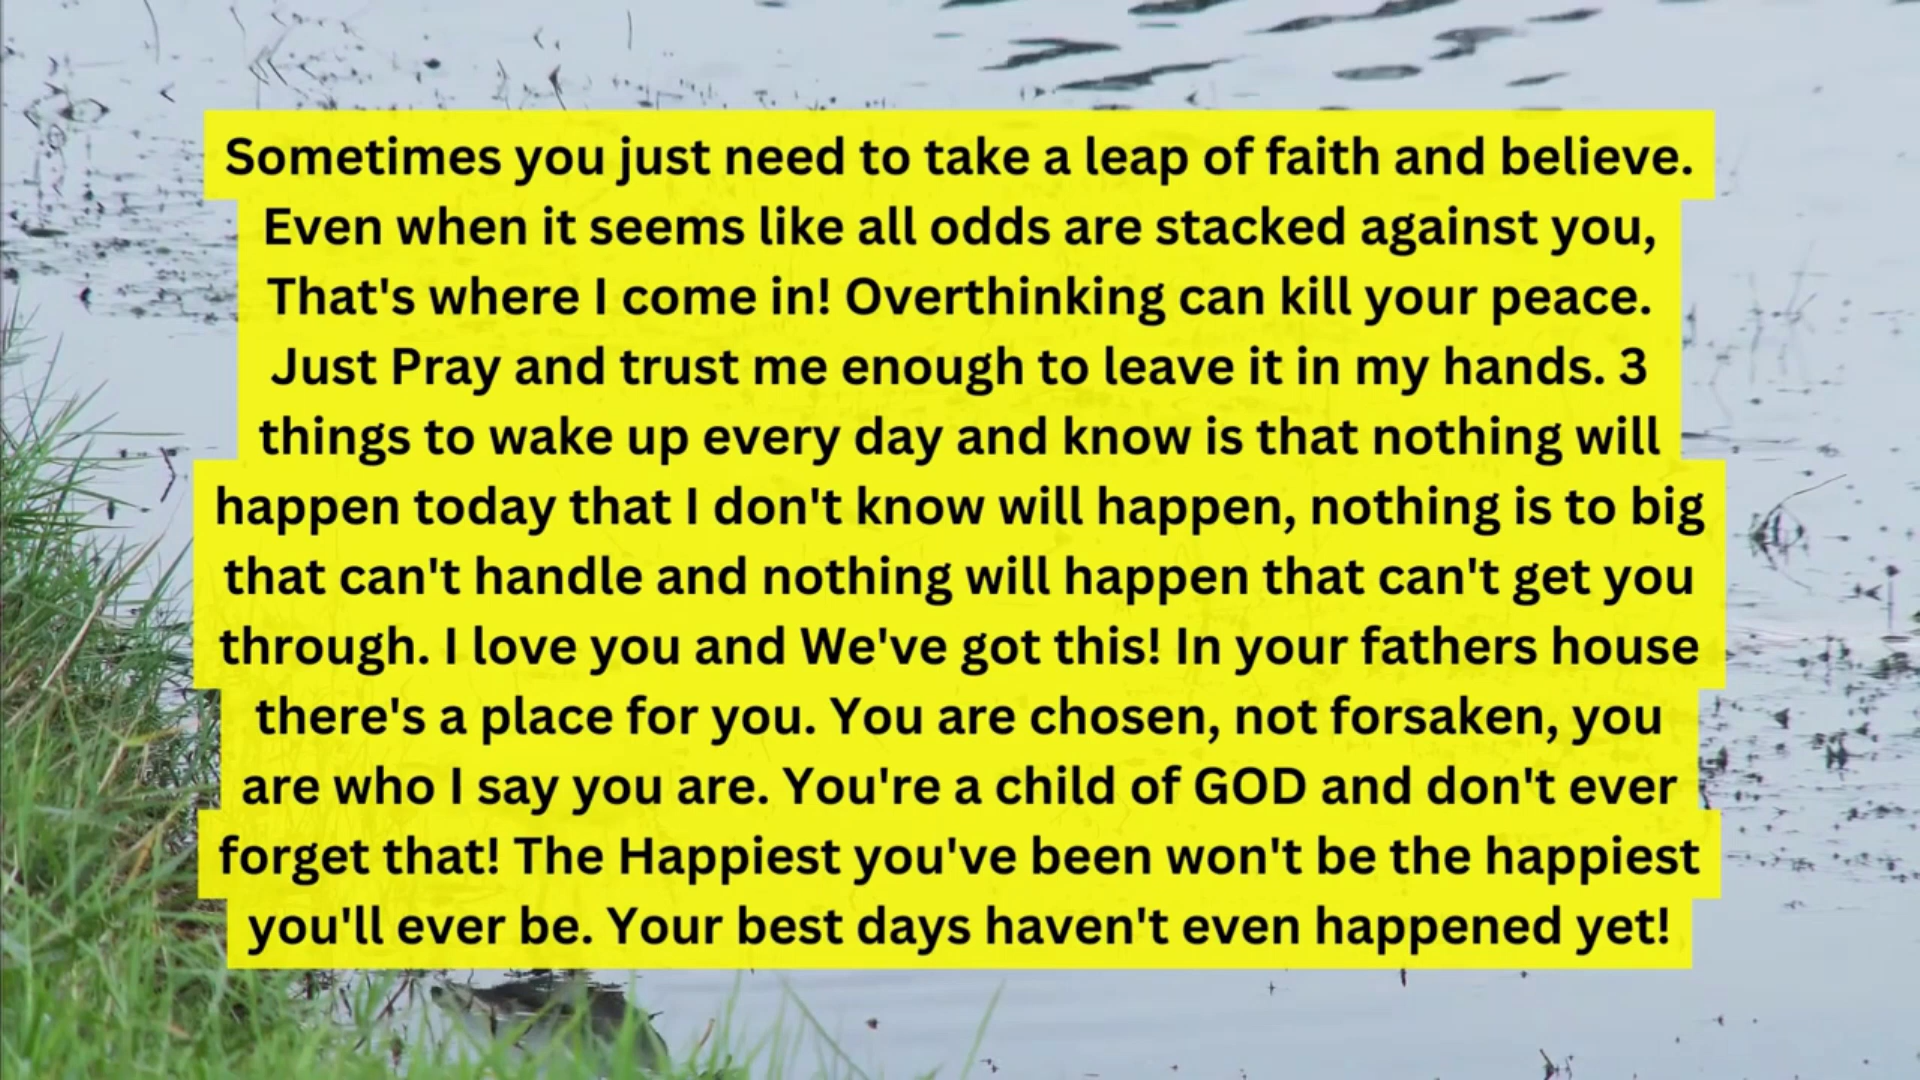 Sometimes you just need to take a leap of faith and believe.
Even when it seems like all odds are stacked against you,
That's where I come in! Overthinking can kill your peace.
Just Pray and trust me enough to leave it in my hands. 3
things to wake up every day and know is that nothing will
happen today that I don't know will happen, nothing is to big
that can't handle and nothing will happen that can't get you
through. I love you and We've got this! In your fathers house
there's a place for you. You are chosen, not forsaken, you
are who I say you are. You're a child of GOD and don't ever
forget that! The Happiest you've been won't be the happiest
you'll ever be. Your best days haven't even happened yet!